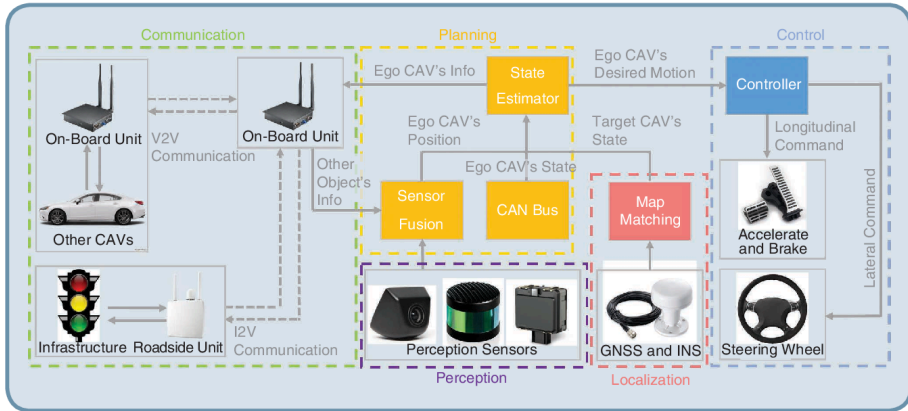 Communication
Planning
Control
Ego CAV's Info
State
Estimator
Ego CAV's
Desired Motion
Controller
On-Board Unit
V2V
Communication
On-Board Unit
Ego CAV's
Position
Target CAV's
State
Longitudinal
Command
Other
Object's
Info
Ego CAV's State
Sensor
Fusion
CAN Bus
Map
Matching
Lateral Command
Other CAVs
Accelerate
and Brake
Infrastructure
Roadside Unit
I2V
Communication
Perception Sensors
GNSS and INS
Steering Wheel
Perception
Localization